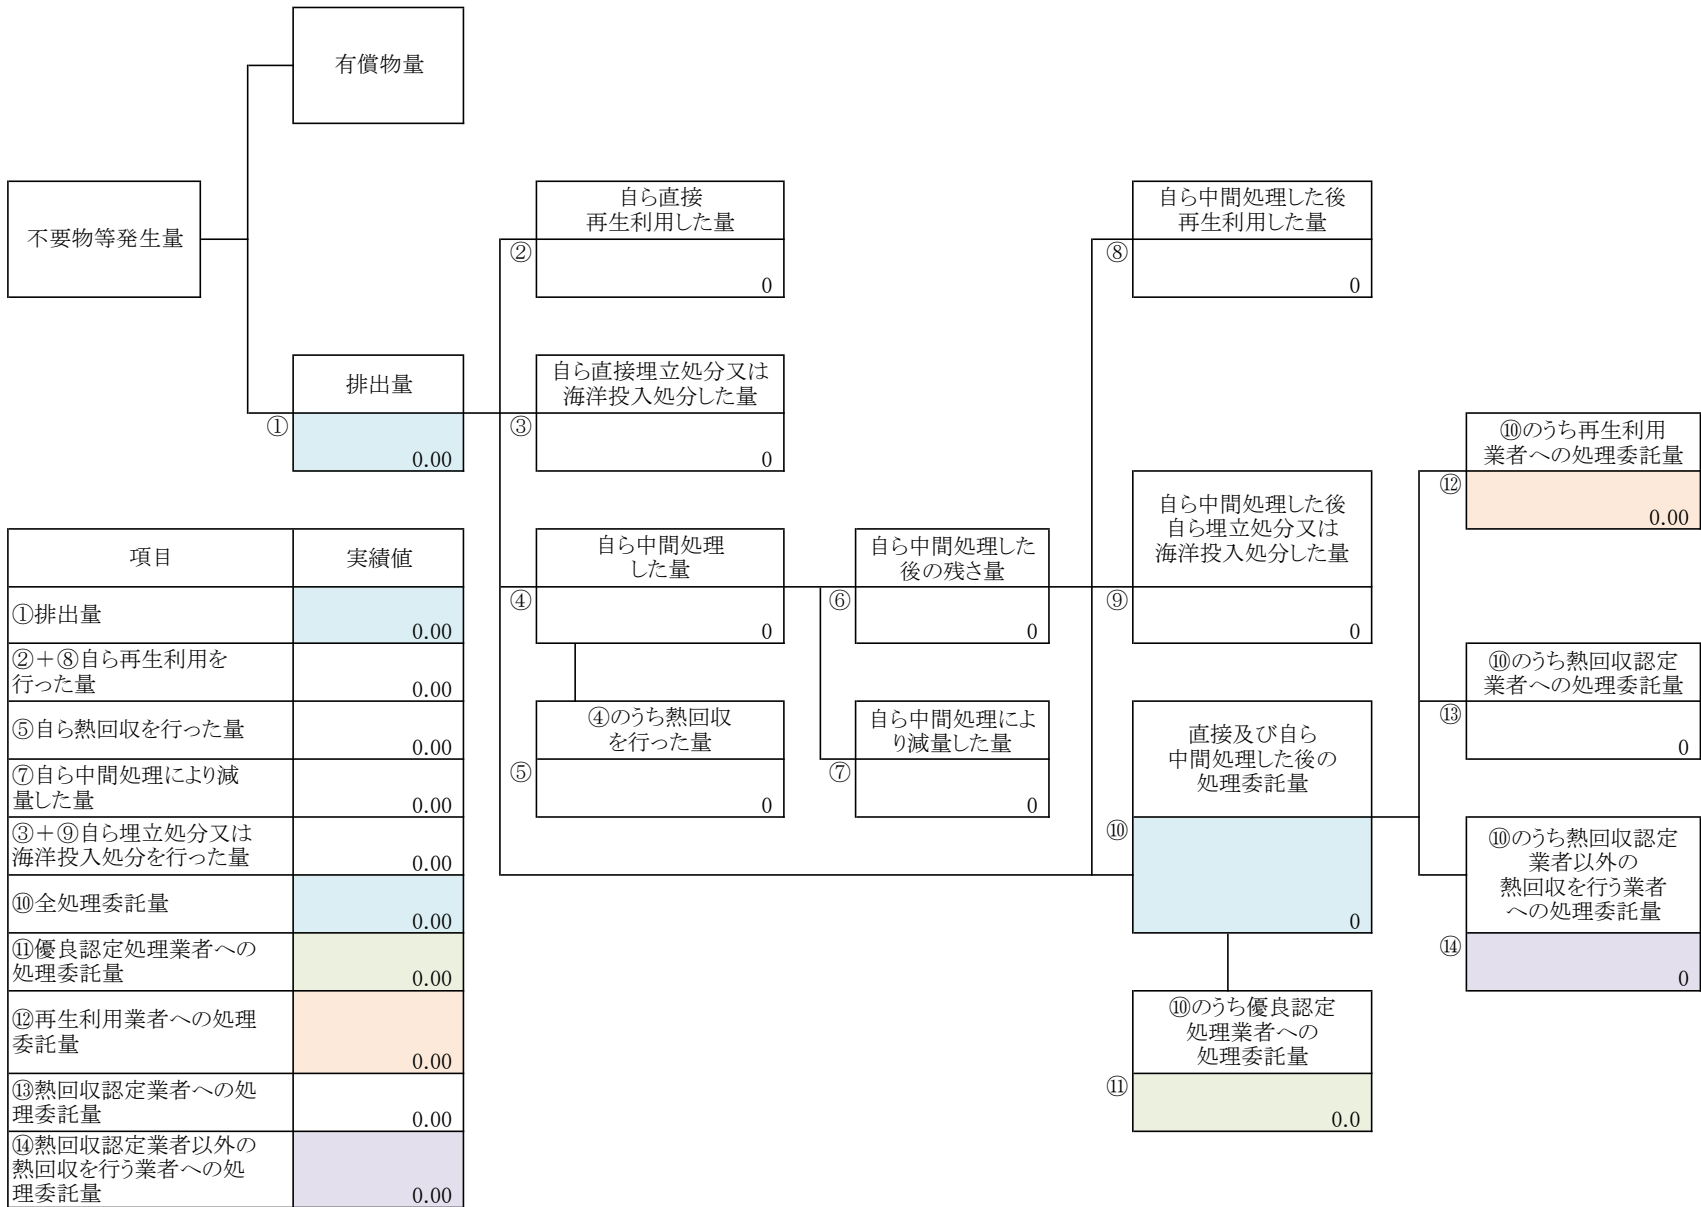 有償物量
不要物等発生量
自ら直接
再生利用した量
②
0
自ら中間処理した後
再生利用した量
⑧
0
排出量
①
0.00
自ら直接埋立処分又は
海洋投入処分した量
③
0
⑩のうち再生利用
業者への処理委託量
⑫
0.00
自ら中間処理
した量
④
0
自ら中間処理した
後の残さ量
⑥
0
自ら中間処理した後
自ら埋立処分又は
海洋投入処分した量
⑨
0
⑩のうち熱回収認定
業者への処理委託量
⑬
0
④のうち熱回収
を行った量
⑤
0
自ら中間処理によ
り減量した量
⑦
0
直接及び自ら
中間処理した後の
処理委託量
⑩
0
⑩のうち熱回収認定
業者以外の
熱回収を行う業者
への処理委託量
⑭
0
⑩のうち優良認定
処理業者への
処理委託量
⑪
0.0
項目 実績値
①排出量
0.00
②＋⑧自ら再生利用を
行った量
0.00
⑤自ら熱回収を行った量
0.00
⑦自ら中間処理により減
量した量
0.00
③＋⑨自ら埋立処分又は
海洋投入処分を行った量
0.00
⑩全処理委託量
0.00
⑪優良認定処理業者への
処理委託量
0.00
⑫再生利用業者への処理
委託量
0.00
⑬熱回収認定業者への処
理委託量
0.00
⑭熱回収認定業者以外の
熱回収を行う業者への処
理委託量
0.00